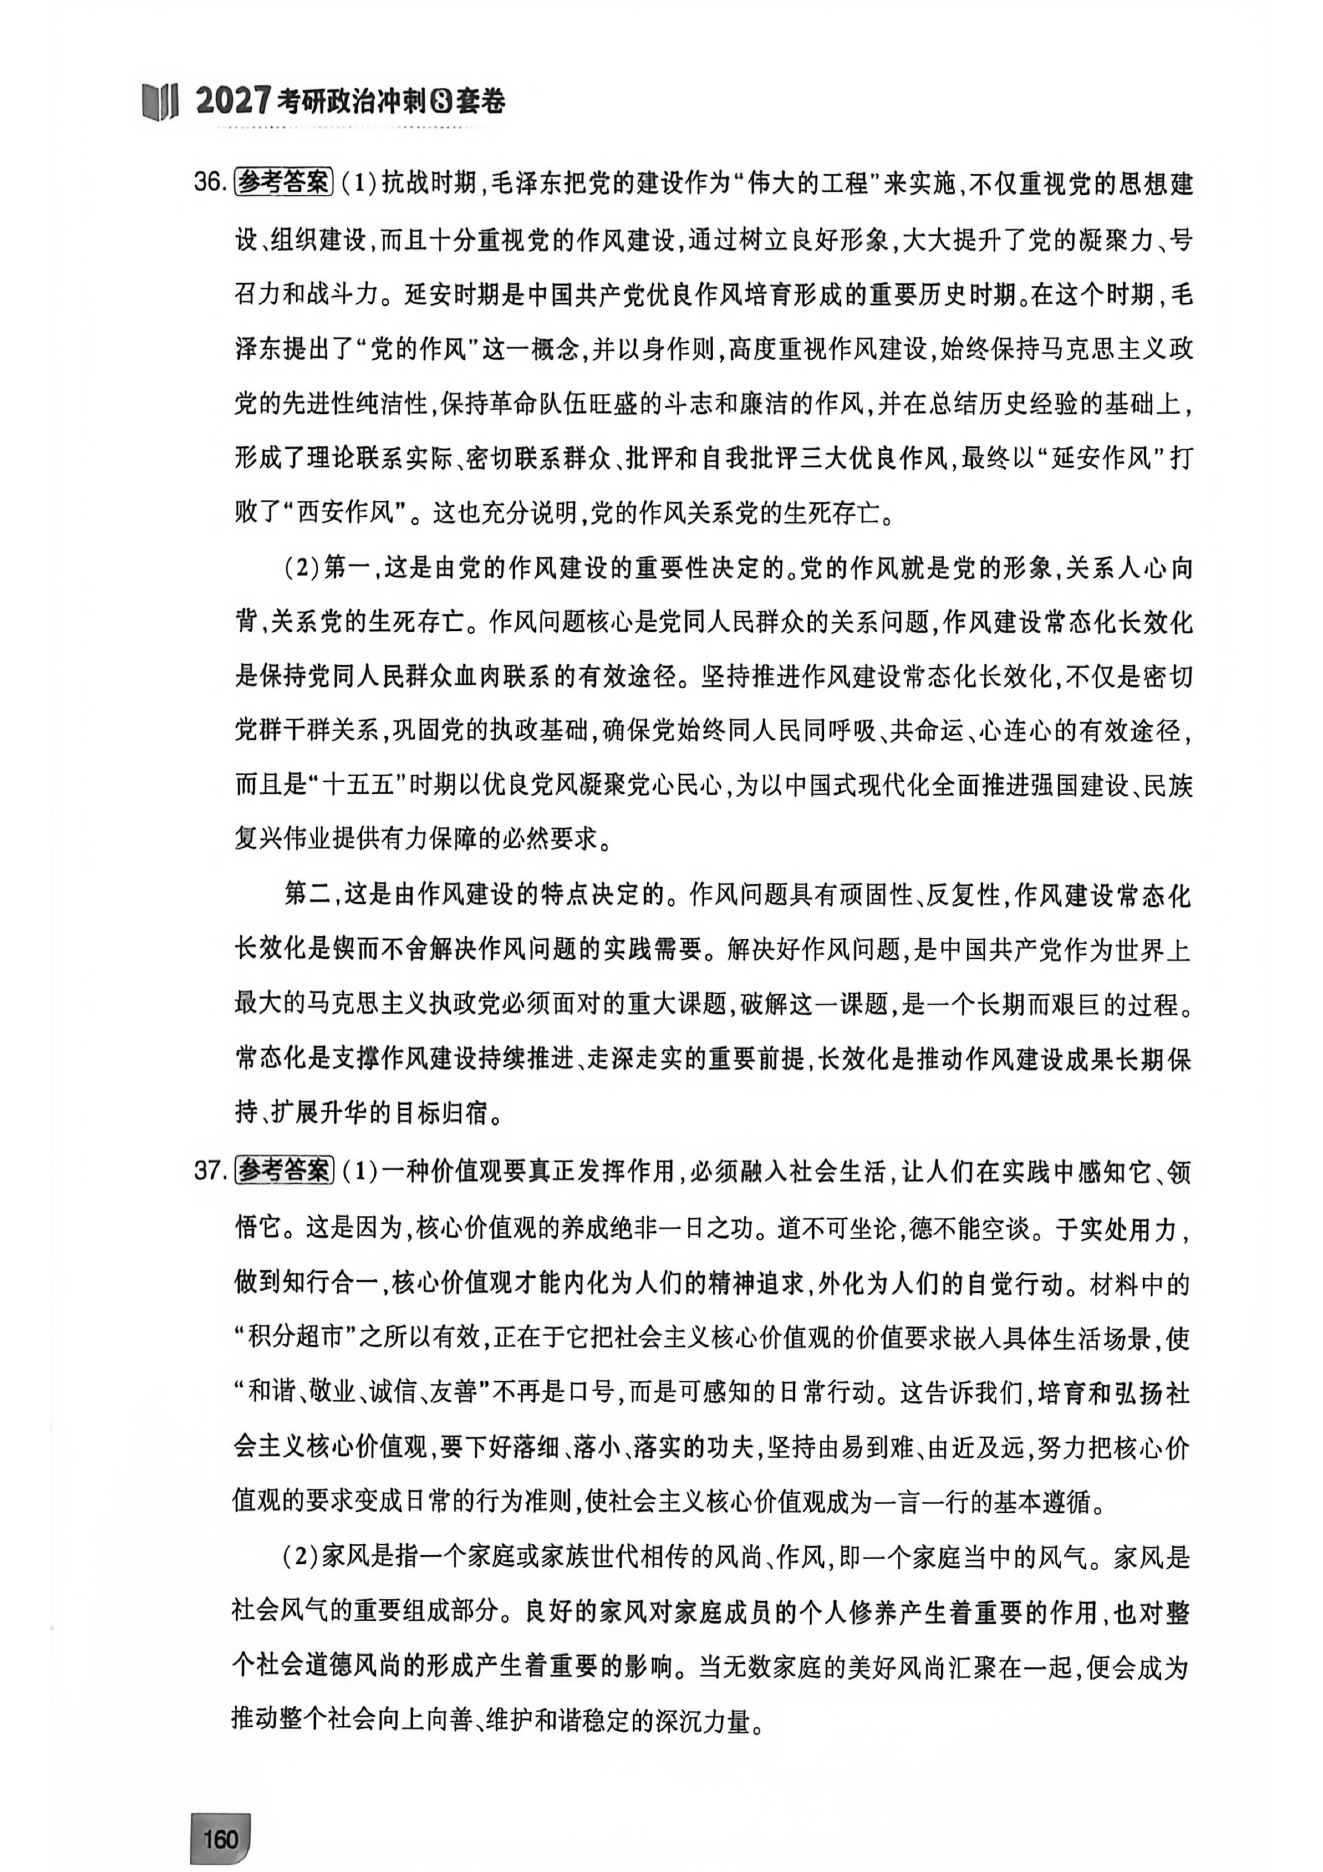 2027考研政治冲刺8套卷
36.参考答案(1)抗战时期,毛泽东把党的建设作为“伟大的工程”来实施,不仅重视党的思想建
设、组织建设,而且十分重视党的作风建设,通过树立良好形象,大大提升了党的凝聚力、号
召力和战斗力。延安时期是中国共产党优良作风培育形成的重要历史时期。在这个时期,毛
泽东提出了“党的作风”这一概念,并以身作则,高度重视作风建设,始终保持马克思主义政
党的先进性纯洁性,保持革命队伍旺盛的斗志和廉洁的作风,并在总结历史经验的基础上,
形成了理论联系实际、密切联系群众、批评和自我批评三大优良作风,最终以“延安作风”打
败了“西安作风”。这也充分说明,党的作风关系党的生死存亡。
(2)第一,这是由党的作风建设的重要性决定的。党的作风就是党的形象,关系人心向
背,关系党的生死存亡。作风问题核心是党同人民群众的关系问题,作风建设常态化长效化
是保持党同人民群众血肉联系的有效途径。坚持推进作风建设常态化长效化,不仅是密切
党群干群关系,巩固党的执政基础,确保党始终同人民同呼吸、共命运、心连心的有效途径,
而且是“十五五”时期以优良党风凝聚党心民心,为以中国式现代化全面推进强国建设、民族
复兴伟业提供有力保障的必然要求。
第二,这是由作风建设的特点决定的。作风问题具有顽固性、反复性,作风建设常态化
长效化是锲而不舍解决作风问题的实践需要。解决好作风问题,是中国共产党作为世界上
最大的马克思主义执政党必须面对的重大课题,破解这一课题,是一个长期而艰巨的过程。
常态化是支撑作风建设持续推进、走深走实的重要前提,长效化是推动作风建设成果长期保
持、扩展升华的目标归宿。
37.参考答案(1)一种价值观要真正发挥作用,必须融入社会生活,让人们在实践中感知它、领
悟它。这是因为,核心价值观的养成绝非一日之功。道不可坐论,德不能空谈。于实处用力,
做到知行合一,核心价值观才能内化为人们的精神追求,外化为人们的自觉行动。材料中的
“积分超市”之所以有效,正在于它把社会主义核心价值观的价值要求嵌入具体生活场景,使
“和谐、敬业、诚信、友善”不再是口号,而是可感知的日常行动。这告诉我们,培育和弘扬社
会主义核心价值观,要下好落细、落小、落实的功夫,坚持由易到难、由近及远,努力把核心价
值观的要求变成日常的行为准则,使社会主义核心价值观成为一言一行的基本遵循。
(2)家风是指一个家庭或家族世代相传的风尚、作风,即一个家庭当中的风气。家风是
社会风气的重要组成部分。良好的家风对家庭成员的个人修养产生着重要的作用,也对整
个社会道德风尚的形成产生着重要的影响。当无数家庭的美好风尚汇聚在一起,便会成为
推动整个社会向上向善、维护和谐稳定的深沉力量。
160